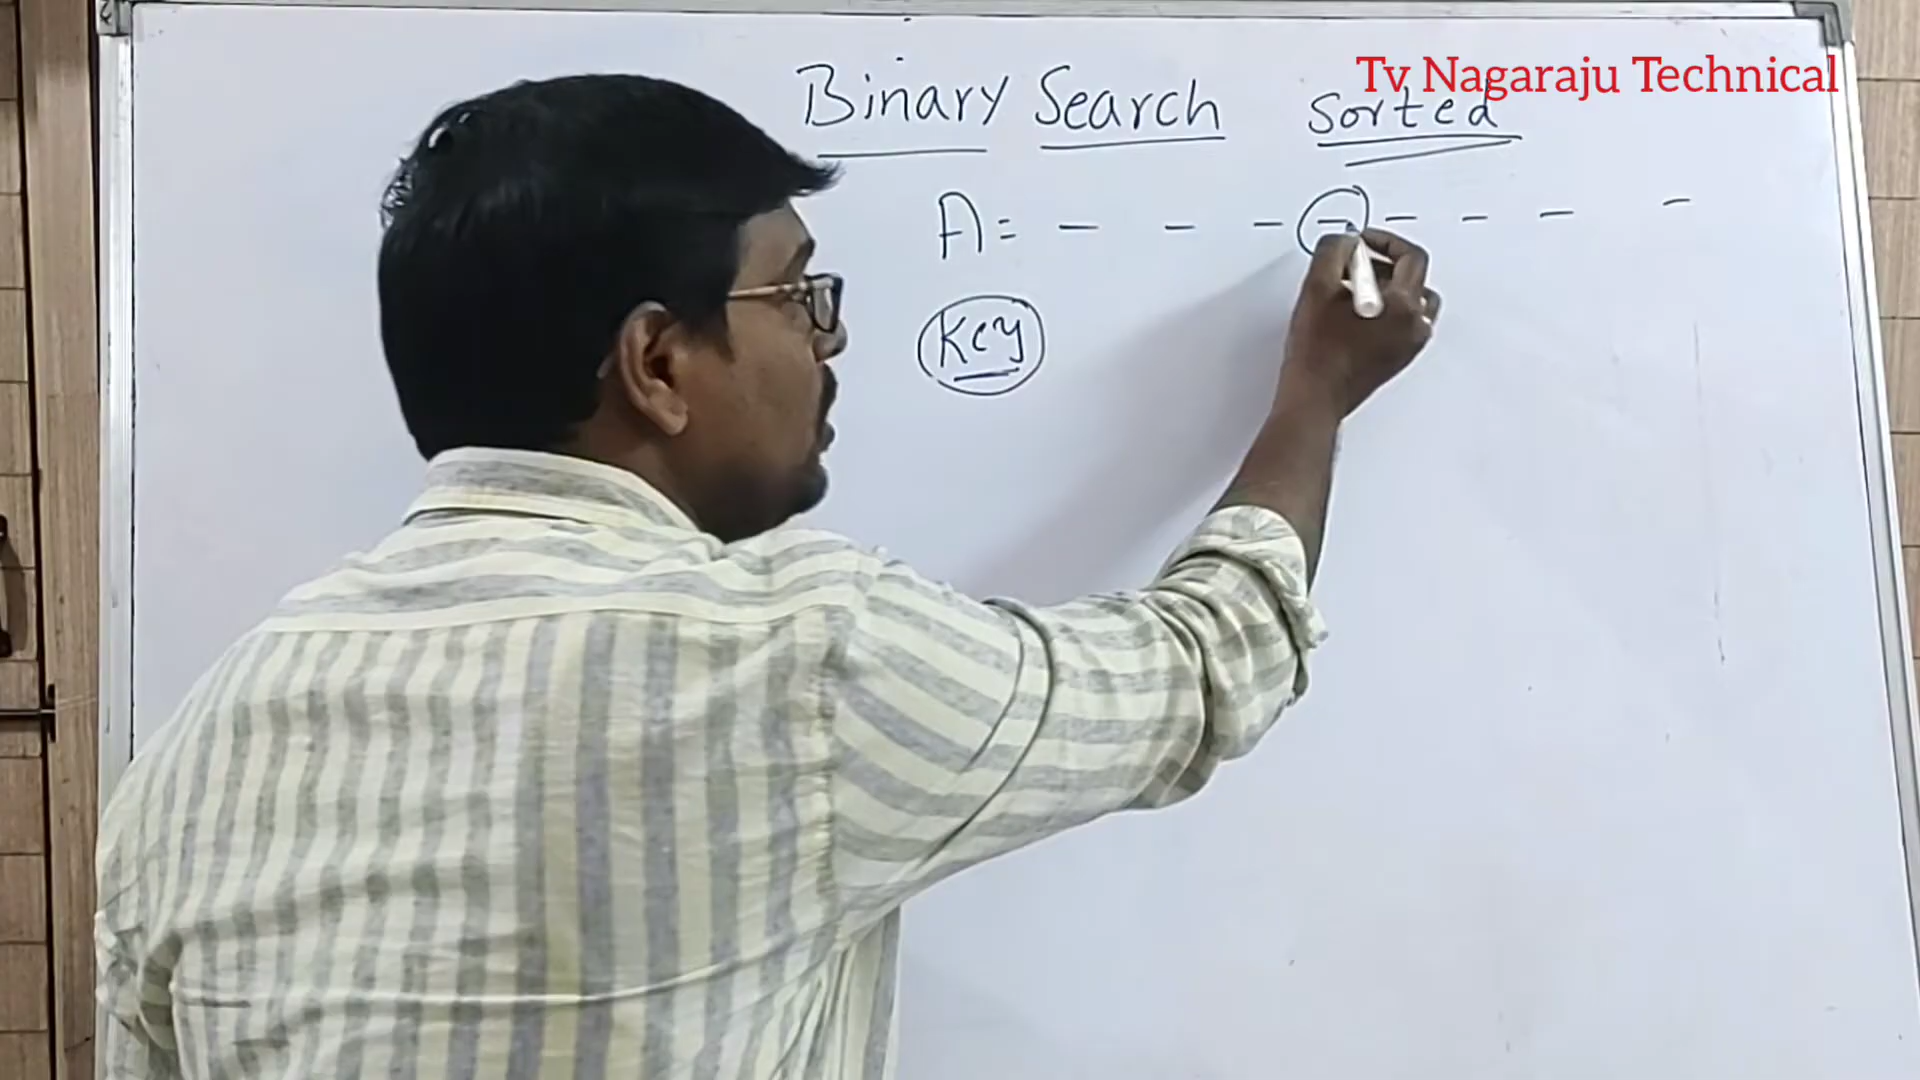 Tv Nagaraju Technical
Binary Search Sorted
A = - - - - - - - -
Key